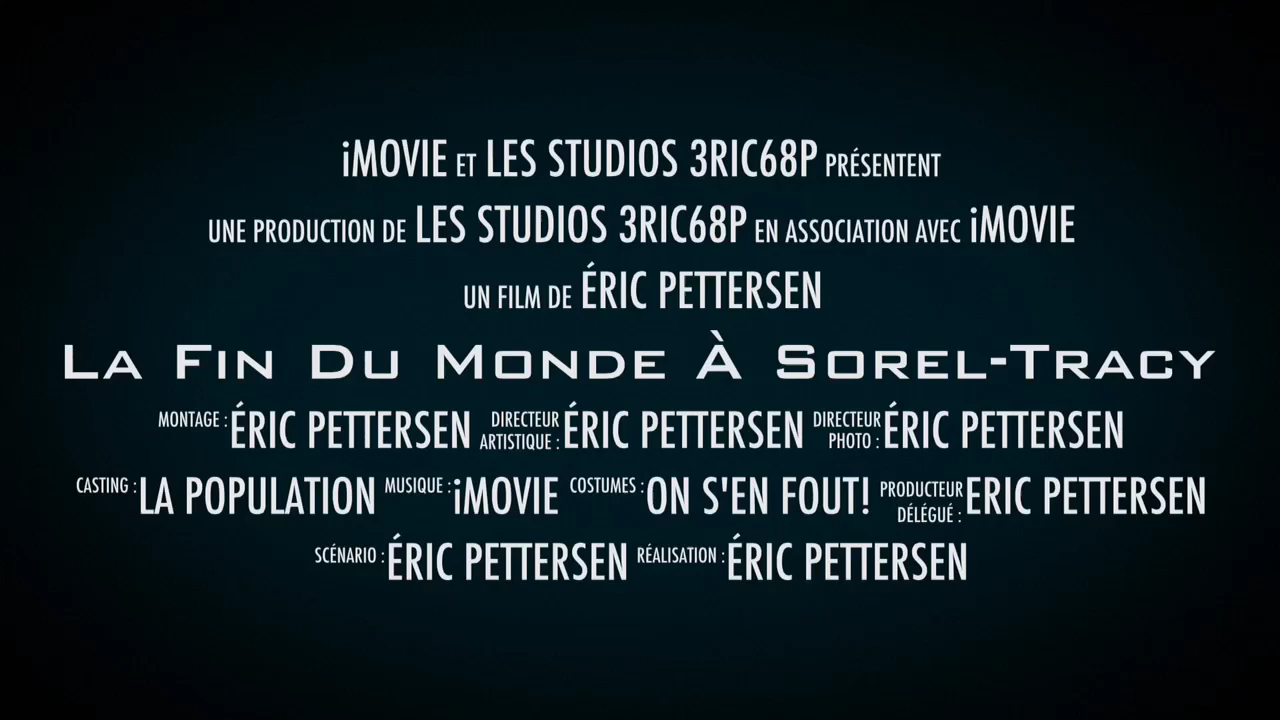 iMOVIE ET LES STUDIOS 3RIC68P PRÉSENTENT
UNE PRODUCTION DE LES STUDIOS 3RIC68P EN ASSOCIATION AVEC iMOVIE
UN FILM DE ÉRIC PETTERSEN
LA FIN DU MONDE À SOREL-TRACY
MONTAGE : ÉRIC PETTERSEN DIRECTEUR ARTISTIQUE : ÉRIC PETTERSEN DIRECTEUR PHOTO : ÉRIC PETTERSEN
CASTING : LA POPULATION MUSIQUE : iMOVIE COSTUMES : ON S'EN FOUT! PRODUCTEUR DÉLÉGUÉ : ERIC PETTERSEN
SCÉNARIO : ÉRIC PETTERSEN RÉALISATION : ÉRIC PETTERSEN